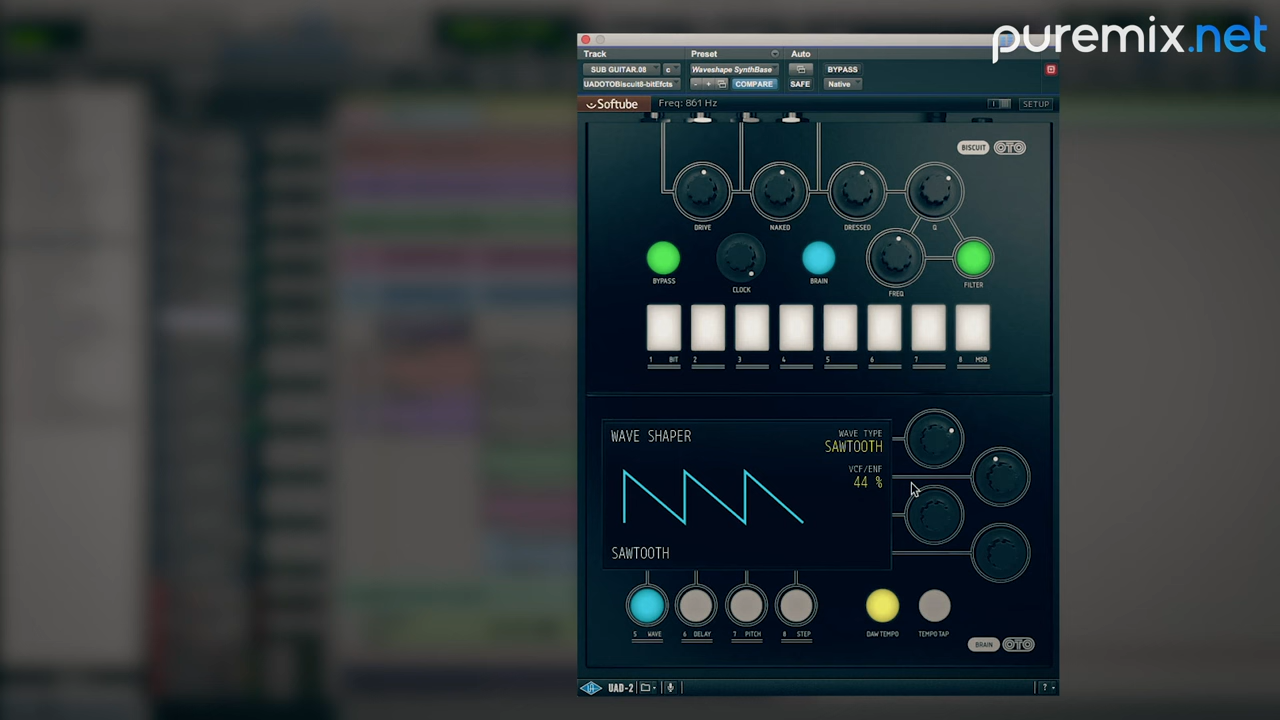 puremix.net
Track Preset Auto
SUB GUITAR.08 c Waveshape SynthBase BYPASS
UADOTOBiscuit8-bitEfcts - + COMPARE SAFE Native
Softube Freq: 861 Hz SETUP
BISCUIT OTO
DRIVE NAKED DRESSED Q
BYPASS CLOCK BRAIN FREQ FILTER
1 BIT 2 3 4 5 6 7 8 MSB
WAVE SHAPER WAVE TYPE
SAWTOOTH
VCF/ENF
44 %
SAWTOOTH
5 WAVE 6 DELAY 7 PITCH 8 STEP DAW TEMPO TEMPO TAP
BRAIN OTO
UAD-2 ?